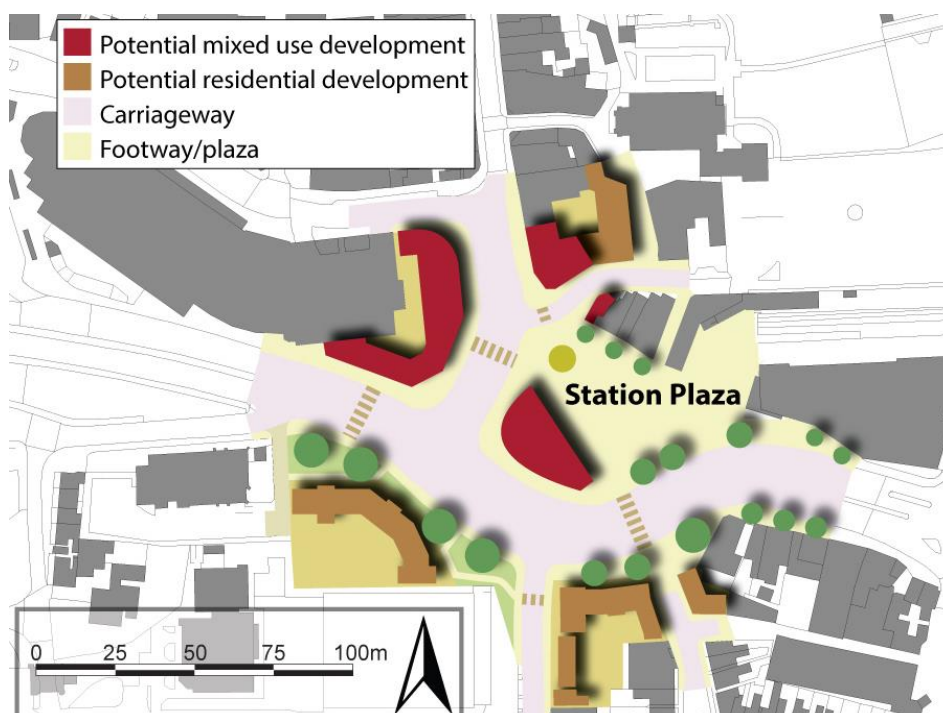 Potential mixed use development
Potential residential development
Carriageway
Footway/plaza
Station Plaza
0 25 50 75 100m